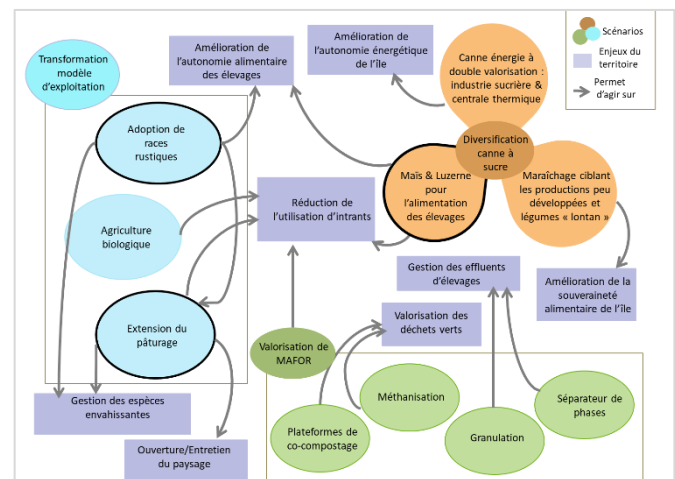 Transformation
modèle
d'exploitation
Amélioration de
l'autonomie alimentaire
des élevages
Amélioration de
l'autonomie énergétique
de l'île
Canne énergie à
double valorisation :
industrie sucrière &
centrale thermique
Scénarios
Enjeux du
territoire
Permet
d'agir sur
Adoption de
races
rustiques
Diversification
canne à
sucre
Maïs & Luzerne
pour
l'alimentation
des élevages
Maraîchage ciblant
les productions peu
développées et
légumes « lontan »
Agriculture
biologique
Réduction de
l'utilisation d'intrants
Gestion des effluents
d'élevages
Amélioration de la
souveraineté
alimentaire de l'île
Extension du
pâturage
Valorisation des
déchets verts
Valorisation de
MAFOR
Gestion des espèces
envahissantes
Méthanisation
Séparateur de
phases
Plateformes de
co-compostage
Granulation
Ouverture/Entretien
du paysage